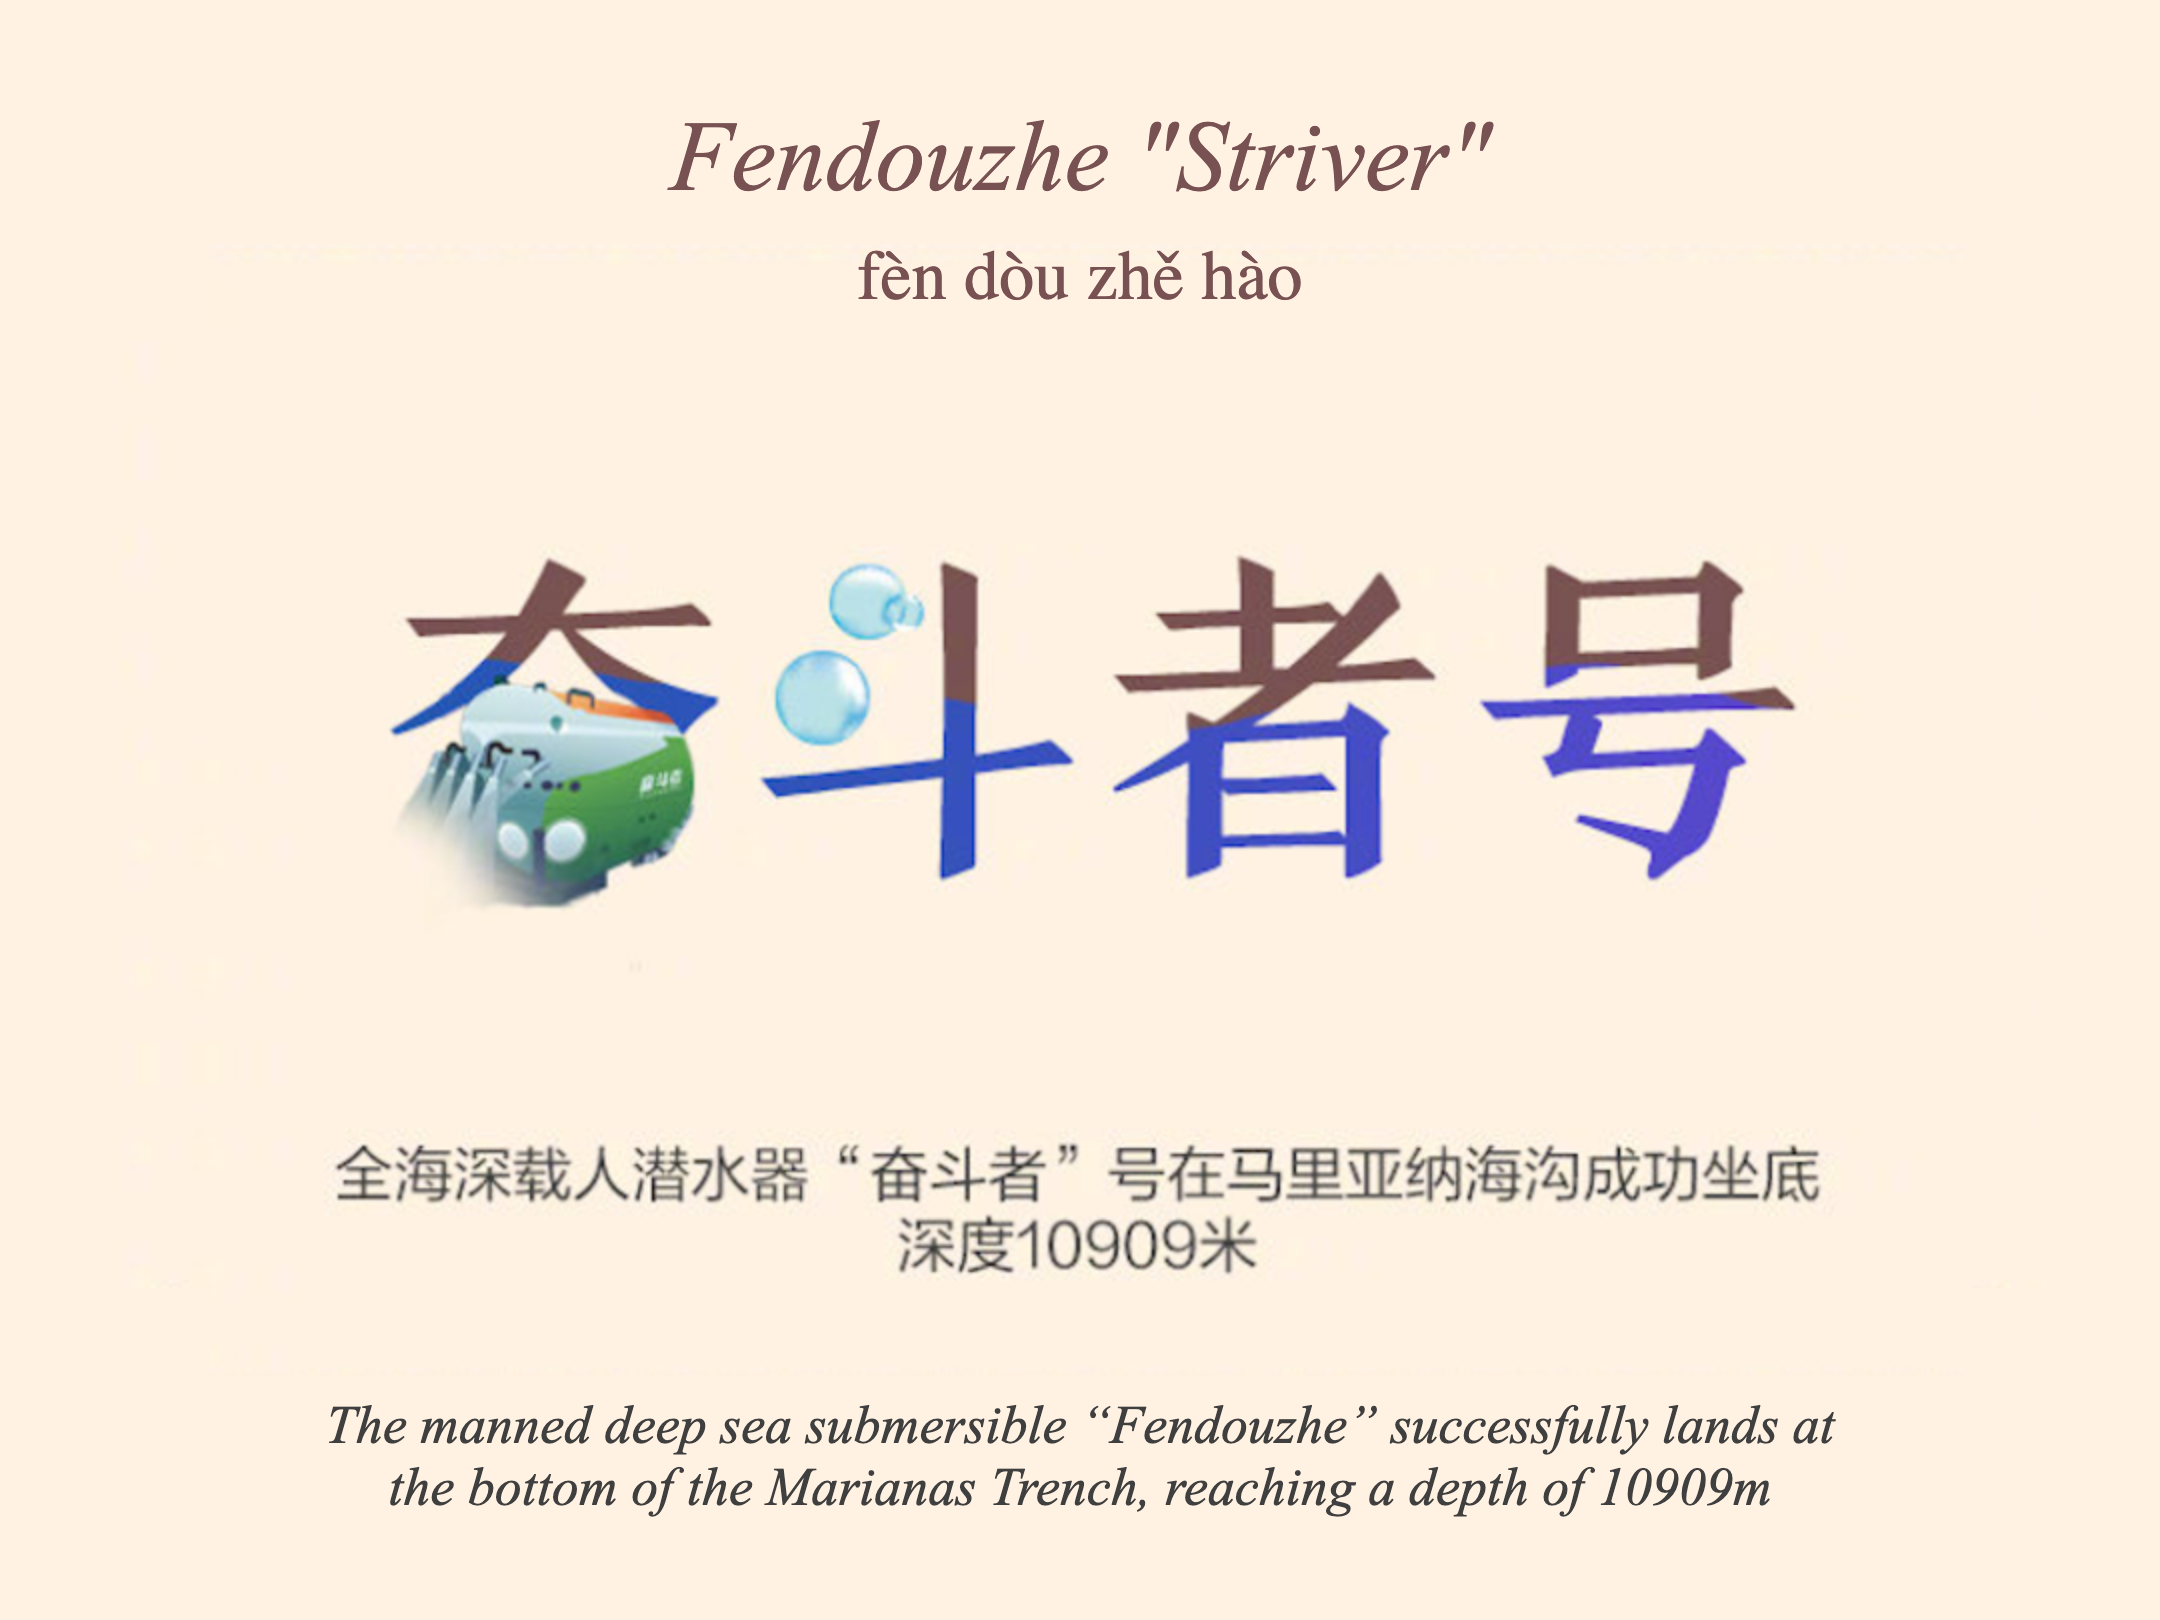 Fendouzhe "Striver"
fèn dòu zhě hào
奋斗者号
奋斗者
全海深载人潜水器“奋斗者”号在马里亚纳海沟成功坐底
深度10909米
The manned deep sea submersible “Fendouzhe” successfully lands at
the bottom of the Marianas Trench, reaching a depth of 10909m